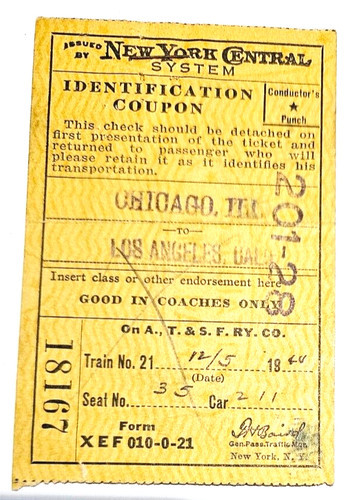 ISSUED BY NEW YORK CENTRAL
SYSTEM
IDENTIFICATION
COUPON
Conductor's
★
Punch
This check should be detached on
first presentation of the ticket and
returned to passenger who will
please retain it as it identifies his
transportation.
CHICAGO, ILL.
—TO—
LOS ANGELES, CAL.
201-28
Insert class or other endorsement here
GOOD IN COACHES ONLY
On A., T. & S. F. RY. CO.
Train No. 21 12/5 1944
(Date)
Seat No. 35 Car 211
18167
Form
XEF 010-0-21
Gen. Pass. Traffic Mgr.
New York, N. Y.